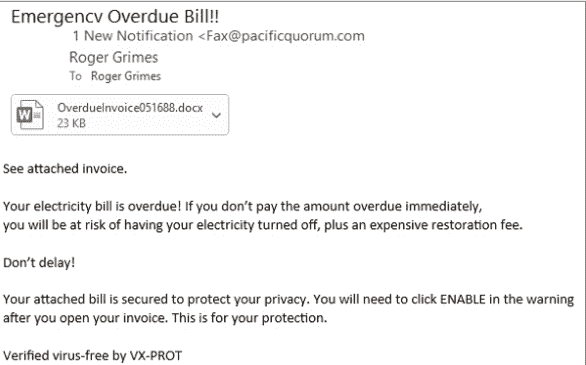 Emergency Overdue Bill!!
1 New Notification <Fax@pacificquorum.com
Roger Grimes
To Roger Grimes
W
OverdueInvoice051688.docx
23 KB
See attached invoice.
Your electricity bill is overdue! If you don't pay the amount overdue immediately,
you will be at risk of having your electricity turned off, plus an expensive restoration fee.
Don't delay!
Your attached bill is secured to protect your privacy. You will need to click ENABLE in the warning
after you open your invoice. This is for your protection.
Verified virus-free by VX-PROT